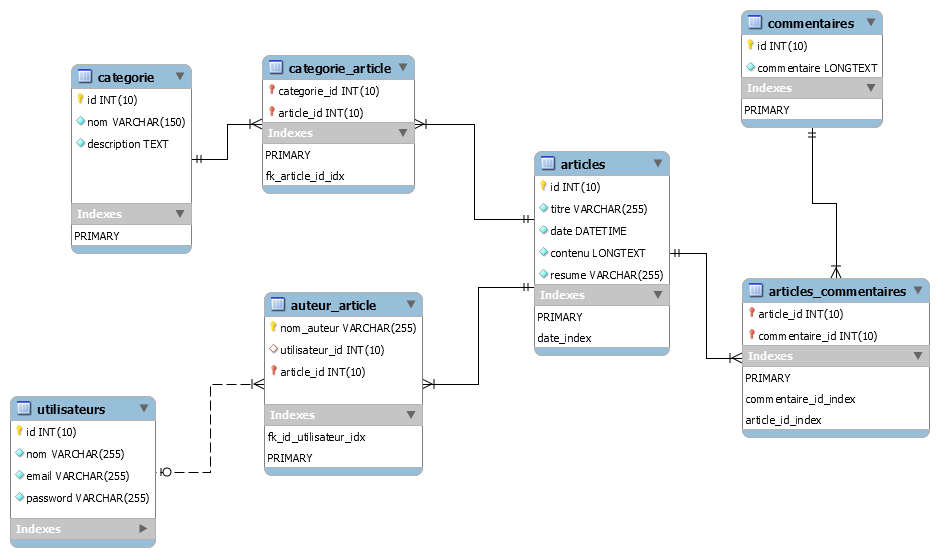 categorie
id INT(10)
nom VARCHAR(150)
description TEXT
Indexes
PRIMARY
categorie_article
categorie_id INT(10)
article_id INT(10)
Indexes
PRIMARY
fk_article_id_idx
articles
id INT(10)
titre VARCHAR(255)
date DATETIME
contenu LONGTEXT
resume VARCHAR(255)
Indexes
PRIMARY
date_index
commentaires
id INT(10)
commentaire LONGTEXT
Indexes
PRIMARY
auteur_article
nom_auteur VARCHAR(255)
utilisateur_id INT(10)
article_id INT(10)
Indexes
fk_id_utilisateur_idx
PRIMARY
articles_commentaires
article_id INT(10)
commentaire_id INT(10)
Indexes
PRIMARY
commentaire_id_index
article_id_index
utilisateurs
id INT(10)
nom VARCHAR(255)
email VARCHAR(255)
password VARCHAR(255)
Indexes